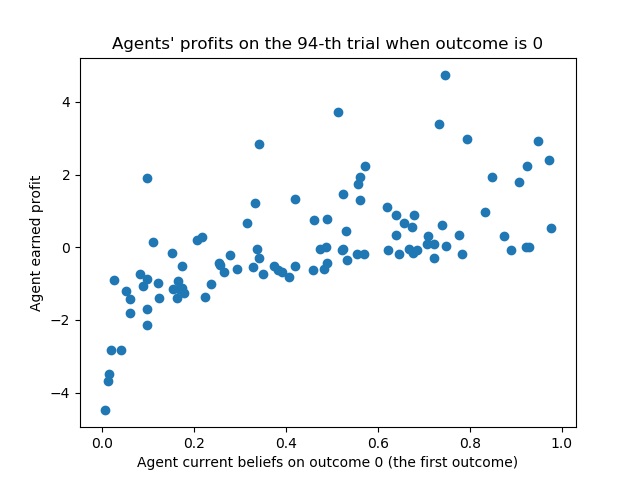 Agents' profits on the 94-th trial when outcome is 0
Agent earned profit
4
2
0
−2
−4
0.0 0.2 0.4 0.6 0.8 1.0
Agent current beliefs on outcome 0 (the first outcome)